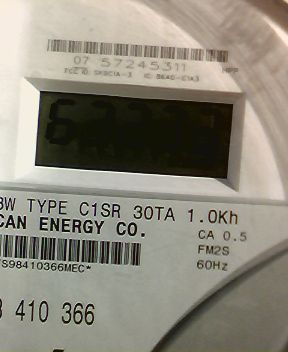 07 57245311
FCC ID: SK9C1A-3 IC: 864G-C1A3
3W TYPE C1SR 30TA 1.0Kh
CAN ENERGY CO.
CA 0.5
FM2S
60Hz
S98410366MEC*
410 366